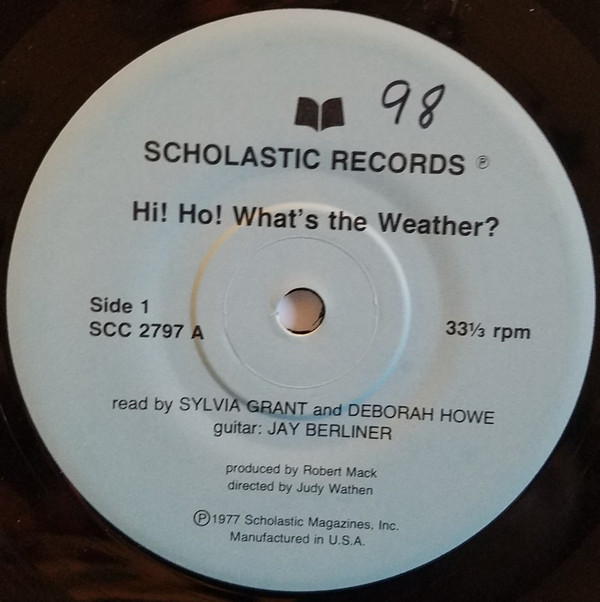 98
SCHOLASTIC RECORDS ℗
Hi! Ho! What's the Weather?
Side 1
SCC 2797 A
33⅓ rpm
read by SYLVIA GRANT and DEBORAH HOWE
guitar: JAY BERLINER
produced by Robert Mack
directed by Judy Wathen
℗1977 Scholastic Magazines, Inc.
Manufactured in U.S.A.